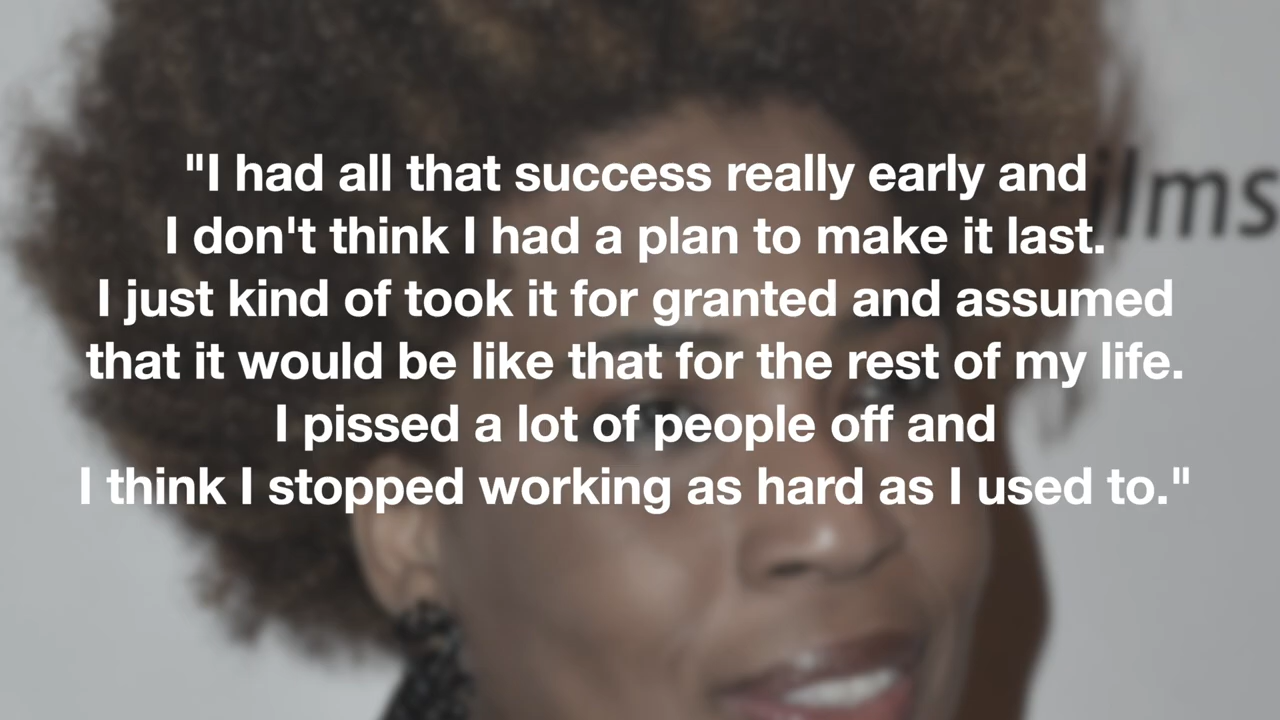 "I had all that success really early and
I don't think I had a plan to make it last.
I just kind of took it for granted and assumed
that it would be like that for the rest of my life.
I pissed a lot of people off and
I think I stopped working as hard as I used to."